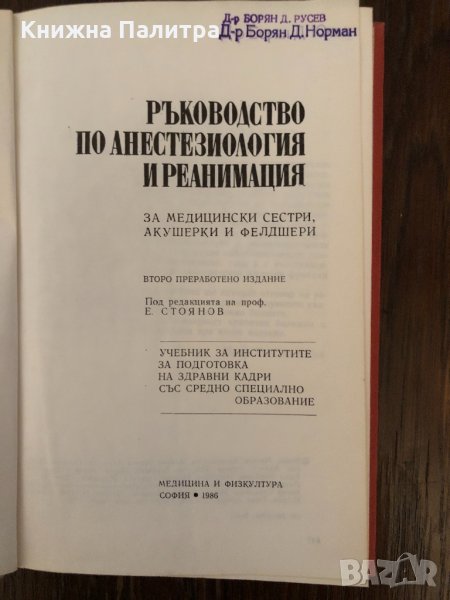 Книжна Палитра
Д-р БОРЯН Д. РУСЕВ
Д-р Борян Д. Норман
РЪКОВОДСТВО
ПО АНЕСТЕЗИОЛОГИЯ
И РЕАНИМАЦИЯ
ЗА МЕДИЦИНСКИ СЕСТРИ,
АКУШЕРКИ И ФЕЛДШЕРИ
ВТОРО ПРЕРАБОТЕНО ИЗДАНИЕ
Под редакцията на проф.
Е. СТОЯНОВ
УЧЕБНИК ЗА ИНСТИТУТИТЕ
ЗА ПОДГОТОВКА
НА ЗДРАВНИ КАДРИ
СЪС СРЕДНО СПЕЦИАЛНО
ОБРАЗОВАНИЕ
МЕДИЦИНА И ФИЗКУЛТУРА
СОФИЯ • 1986
BAZAR